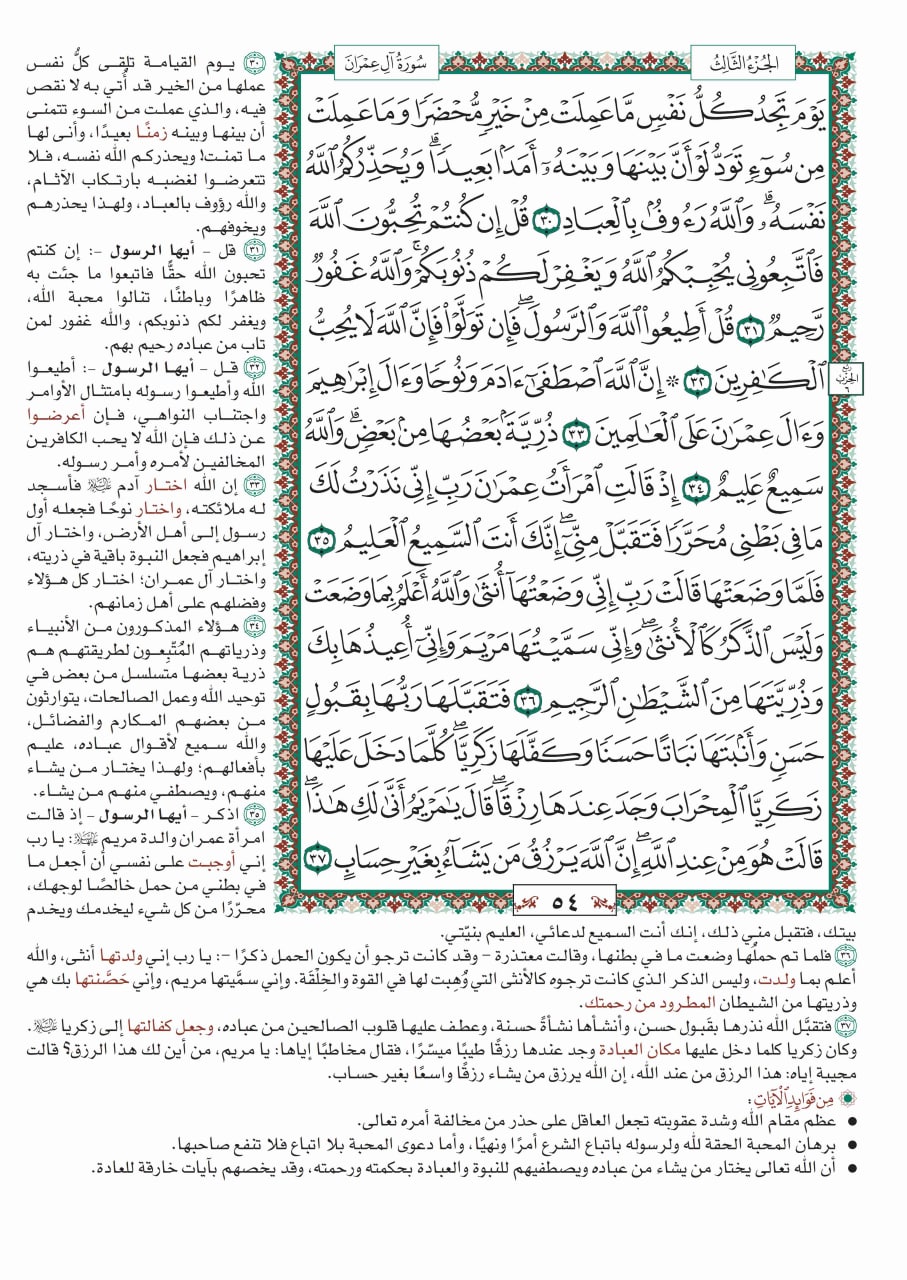 الجُزْءُ الثَّالِثُ
سُورَةُ آلِ عِمْرَانَ
يَوْمَ تَجِدُ كُلُّ نَفْسٍ مَّا عَمِلَتْ مِنْ خَيْرٍ مُّحْضَرًا وَمَا عَمِلَتْ
مِن سُوٓءٍ تَوَدُّ لَوْ أَنَّ بَيْنَهَا وَبَيْنَهُۥٓ أَمَدًۢا بَعِيدًاۗ وَيُحَذِّرُكُمُ ٱللَّهُ
نَفْسَهُۥۗ وَٱللَّهُ رَءُوفُۢ بِٱلْعِبَادِ ٣٠ قُلْ إِن كُنتُمْ تُحِبُّونَ ٱللَّهَ
فَٱتَّبِعُونِى يُحْبِبْكُمُ ٱللَّهُ وَيَغْفِرْ لَكُمْ ذُنُوبَكُمْۗ وَٱللَّهُ غَفُورٌ
رَّحِيمٌ ٣١ قُلْ أَطِيعُوا۟ ٱللَّهَ وَٱلرَّسُولَۖ فَإِن تَوَلَّوْا۟ فَإِنَّ ٱللَّهَ لَا يُحِبُّ
ٱلْكَٰفِرِينَ ٣٢ ۞ إِنَّ ٱللَّهَ ٱصْطَفَىٰٓ ءَادَمَ وَنُوحًا وَءَالَ إِبْرَٰهِيمَ
وَءَالَ عِمْرَٰنَ عَلَى ٱلْعَٰلَمِينَ ٣٣ ذُرِّيَّةًۢ بَعْضُهَا مِنۢ بَعْضٍۗ وَٱللَّهُ
سَمِيعٌ عَلِيمٌ ٣٤ إِذْ قَالَتِ ٱمْرَأَتُ عِمْرَٰنَ رَبِّ إِنِّى نَذَرْتُ لَكَ
مَا فِى بَطْنِى مُحَرَّرًا فَتَقَبَّلْ مِنِّىٓۖ إِنَّكَ أَنتَ ٱلسَّمِيعُ ٱلْعَلِيمُ ٣٥
فَلَمَّا وَضَعَتْهَا قَالَتْ رَبِّ إِنِّى وَضَعْتُهَآ أُنثَىٰ وَٱللَّهُ أَعْلَمُ بِمَا وَضَعَتْ
وَلَيْسَ ٱلذَّكَرُ كَٱلْأُنثَىٰۖ وَإِنِّى سَمَّيْتُهَا مَرْيَمَ وَإِنِّىٓ أُعِيذُهَا بِكَ
وَذُرِّيَّتَهَا مِنَ ٱلشَّيْطَٰنِ ٱلرَّجِيمِ ٣٦ فَتَقَبَّلَهَا رَبُّهَا بِقَبُولٍ
حَسَنٍ وَأَنۢبَتَهَا نَبَاتًا حَسَنًا وَكَفَّلَهَا زَكَرِيَّاۖ كُلَّمَا دَخَلَ عَلَيْهَا
زَكَرِيَّا ٱلْمِحْرَابَ وَجَدَ عِندَهَا رِزْقًاۖ قَالَ يَٰمَرْيَمُ أَنَّىٰ لَكِ هَٰذَاۖ
قَالَتْ هُوَ مِنْ عِندِ ٱللَّهِۖ إِنَّ ٱللَّهَ يَرْزُقُ مَن يَشَآءُ بِغَيْرِ حِسَابٍ ٣٧
٥٤
ربع
الحزب
٦
٣٠ يـوم القيامـة تلقـى كلُّ نفس
عملهـا من الخير قـد أُتي به لا نقص
فيه، والذي عملت من السوء تتمنى
أن بينها وبينه زمنًا بعيدًا، وأنى لها
ما تمنت! ويحذركم الله نفسه، فلا
تتعرضوا لغضبه بارتكاب الآثام،
والله رؤوف بالعباد، ولهذا يحذرهم
ويخوفهم.
٣١ قل - أيها الرسول -: إن كنتم
تحبون الله حقًّا فاتبعوا ما جئت به
ظاهرًا وباطنًا، تنالوا محبة الله،
ويغفر لكم ذنوبكم، والله غفور لمن
تاب من عباده رحيم بهم.
٣٢ قل - أيها الرسول -: أطيعوا
الله وأطيعوا رسوله بامتثال الأوامر
واجتناب النواهي، فإن أعرضوا
عن ذلك فإن الله لا يحب الكافرين
المخالفين لأمره وأمر رسوله.
٣٣ إن الله اختار آدم عليه السلام فأسجد
له ملائكته، واختار نوحًا فجعله أول
رسول إلى أهل الأرض، واختار آل
إبراهيم فجعل النبوة باقية في ذريته،
واختار آل عمران؛ اختار كل هؤلاء
وفضلهم على أهل زمانهم.
٣٤ هؤلاء المذكورون من الأنبياء
وذرياتهم المُتَّبِعون لطريقتهم هم
ذرية بعضها متسلسل من بعض في
توحيد الله وعمل الصالحات، يتوارثون
من بعضهم المكارم والفضائل،
والله سميع لأقوال عباده، عليم
بأفعالهم؛ ولهذا يختار من يشاء
منهم، ويصطفي منهم من يشاء.
٣٥ اذكر - أيها الرسول - إذ قالت
امرأة عمران والدة مريم عليها السلام: يا رب
إني أوجبت على نفسي أن أجعل ما
في بطني من حمل خالصًا لوجهك،
محرّرًا من كل شيء ليخدمك ويخدم
بيتك، فتقبل مني ذلك، إنك أنت السميع لدعائي، العليم بنيّتي.
٣٦ فلما تم حملُها وضعت ما في بطنها، وقالت معتذرة - وقد كانت ترجو أن يكون الحمل ذكرًا -: يا رب إني ولدتها أنثى، والله
أعلم بما ولدت، وليس الذكر الذي كانت ترجوه كالأنثى التي وُهِبت لها في القوة والخِلْقَة. وإني سمَّيتها مريم، وإني حَصَّنتها بك هي
وذريتها من الشيطان المطرود من رحمتك.
٣٧ فتقبَّل الله نذرها بقَبول حسن، وأنشأها نشأةً حسنة، وعطف عليها قلوب الصالحين من عباده، وجعل كفالتها إلى زكريا عليه السلام.
وكان زكريا كلما دخل عليها مكان العبادة وجد عندها رزقًا طيبًا ميسّرًا، فقال مخاطبًا إياها: يا مريم، من أين لك هذا الرزق؟ قالت
مجيبة إياه: هذا الرزق من عند الله، إن الله يرزق من يشاء رزقًا واسعًا بغير حساب.
مِن فَوَائِدِ الْآيَاتِ:
● عظم مقام الله وشدة عقوبته تجعل العاقل على حذر من مخالفة أمره تعالى.
● برهان المحبة الحقة لله ولرسوله باتباع الشرع أمرًا ونهيًا، وأما دعوى المحبة بلا اتباع فلا تنفع صاحبها.
● أن الله تعالى يختار من يشاء من عباده ويصطفيهم للنبوة والعبادة بحكمته ورحمته، وقد يخصهم بآيات خارقة للعادة.